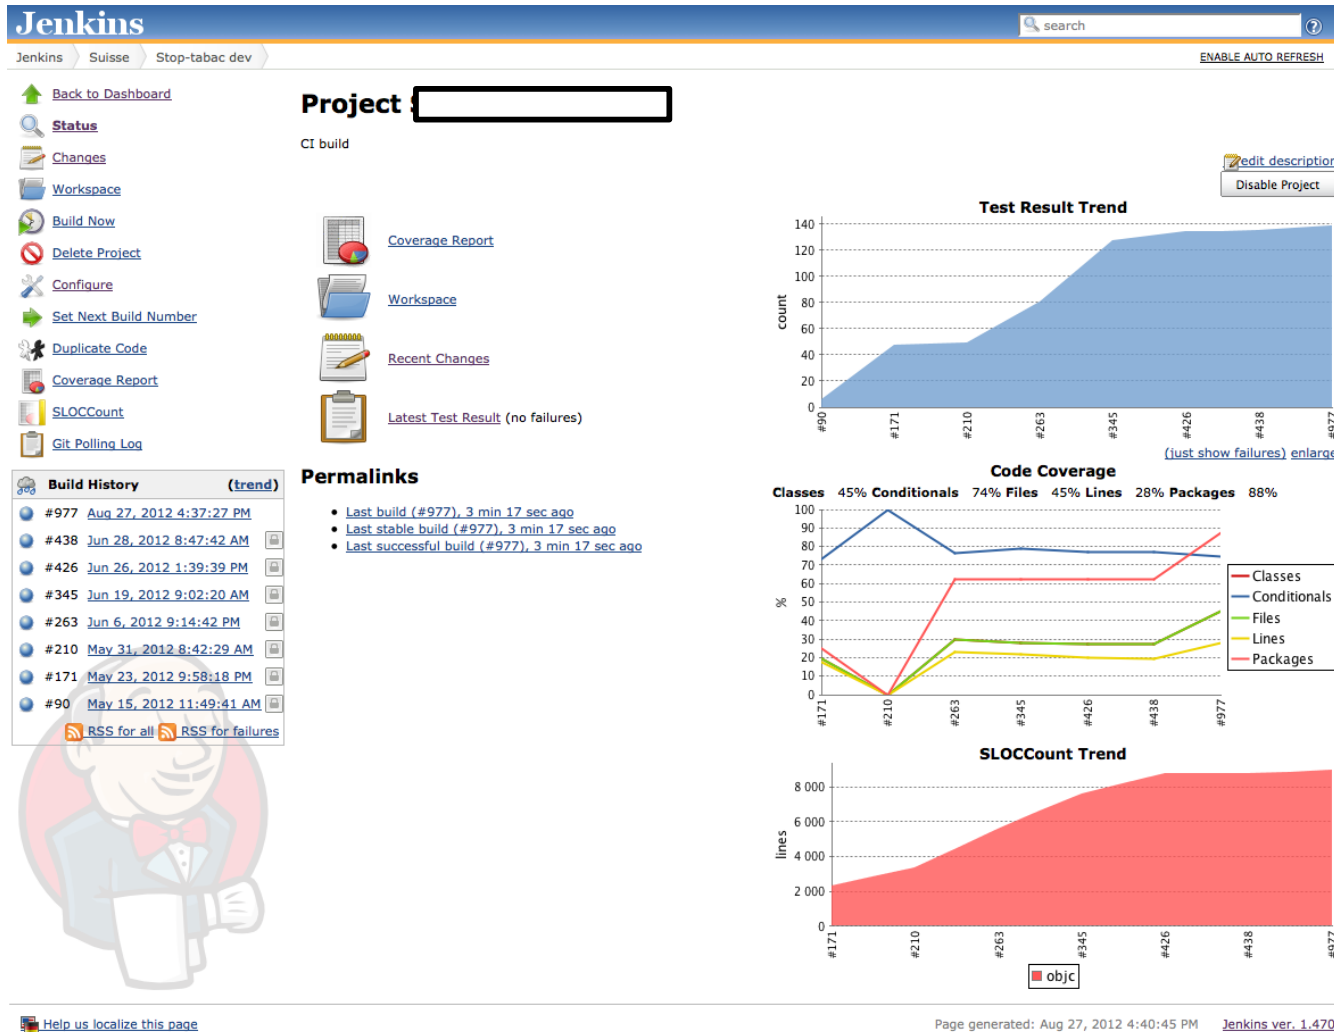 Jenkins
search
Jenkins Suisse Stop-tabac dev
ENABLE AUTO REFRESH
Back to Dashboard
Status
Changes
Workspace
Build Now
Delete Project
Configure
Set Next Build Number
Duplicate Code
Coverage Report
SLOCCount
Git Polling Log
Build History (trend)
#977 Aug 27, 2012 4:37:27 PM
#438 Jun 28, 2012 8:47:42 AM
#426 Jun 26, 2012 1:39:39 PM
#345 Jun 19, 2012 9:02:20 AM
#263 Jun 6, 2012 9:14:42 PM
#210 May 31, 2012 8:42:29 AM
#171 May 23, 2012 9:58:18 PM
#90 May 15, 2012 11:49:41 AM
RSS for all RSS for failures
Project
CI build
Coverage Report
Workspace
Recent Changes
Latest Test Result (no failures)
Permalinks
Last build (#977), 3 min 17 sec ago
Last stable build (#977), 3 min 17 sec ago
Last successful build (#977), 3 min 17 sec ago
edit description
Disable Project
Test Result Trend
140
120
100
80
60
40
20
0
count
#90 #171 #210 #263 #345 #426 #438 #977
(just show failures) enlarge
Code Coverage
Classes 45% Conditionals 74% Files 45% Lines 28% Packages 88%
100
90
80
70
60
50
40
30
20
10
0
%
#171 #210 #263 #345 #426 #438 #977
Classes
Conditionals
Files
Lines
Packages
SLOCCount Trend
8 000
6 000
4 000
2 000
0
lines
#171 #210 #263 #345 #426 #438 #977
objc
Help us localize this page
Page generated: Aug 27, 2012 4:40:45 PM Jenkins ver. 1.470